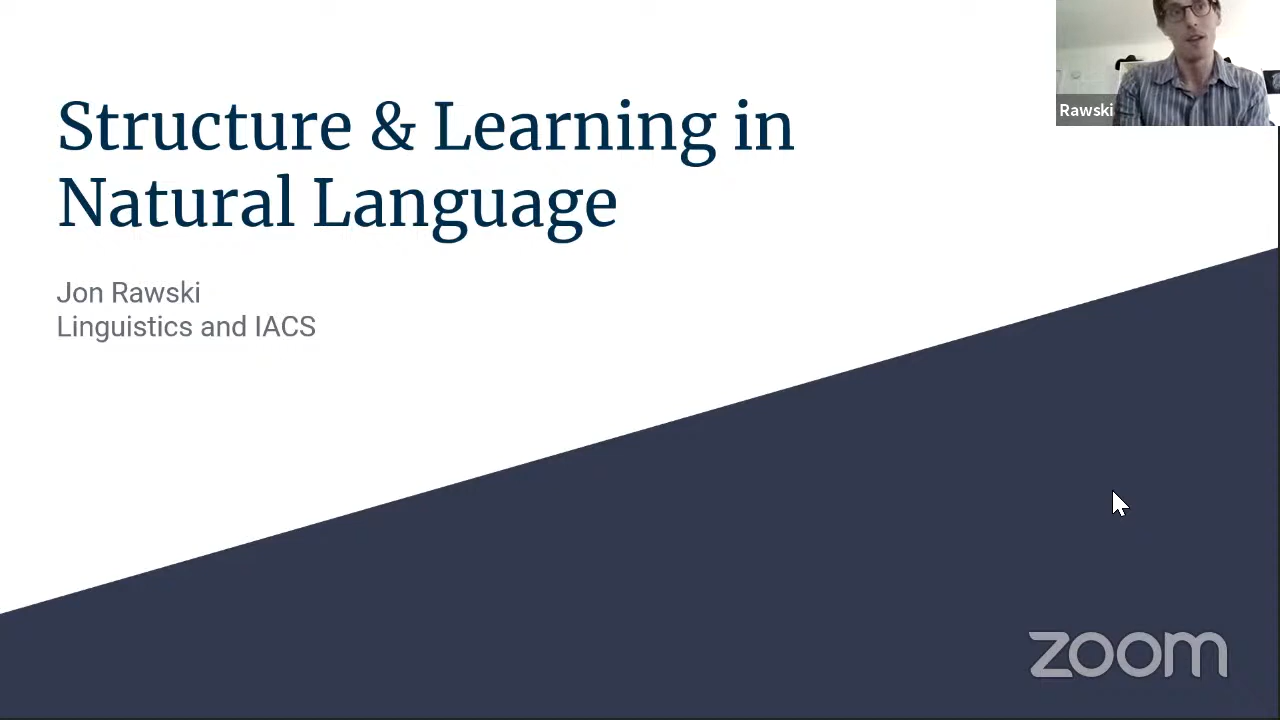 Structure & Learning in
Natural Language
Jon Rawski
Linguistics and IACS
Rawski
zoom